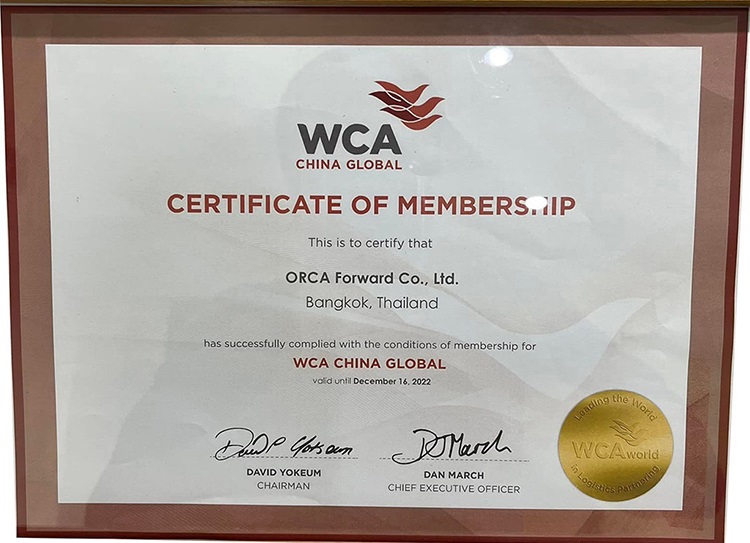 WCA
CHINA GLOBAL
CERTIFICATE OF MEMBERSHIP
This is to certify that
ORCA Forward Co., Ltd.
Bangkok, Thailand
has successfully complied with the conditions of membership for
WCA CHINA GLOBAL
valid until December 16, 2022
DAVID YOKEUM
CHAIRMAN
DAN MARCH
CHIEF EXECUTIVE OFFICER
Leading the World
WCAworld
in Logistics Partnering